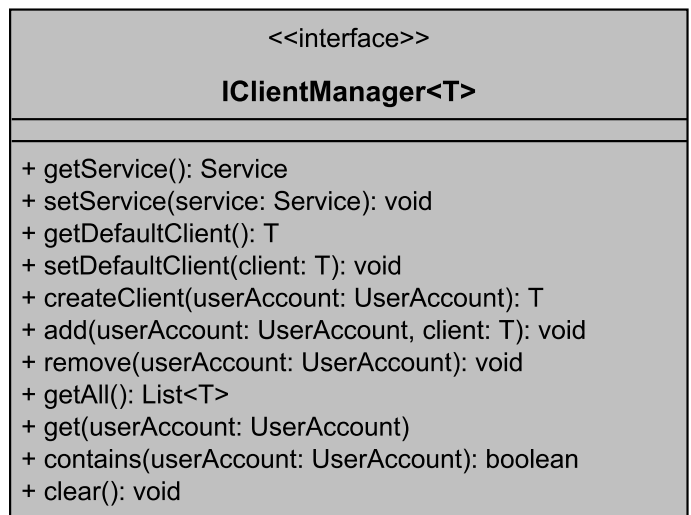 <<interface>>
IClientManager<T>
+ getService(): Service
+ setService(service: Service): void
+ getDefaultClient(): T
+ setDefaultClient(client: T): void
+ createClient(userAccount: UserAccount): T
+ add(userAccount: UserAccount, client: T): void
+ remove(userAccount: UserAccount): void
+ getAll(): List<T>
+ get(userAccount: UserAccount)
+ contains(userAccount: UserAccount): boolean
+ clear(): void